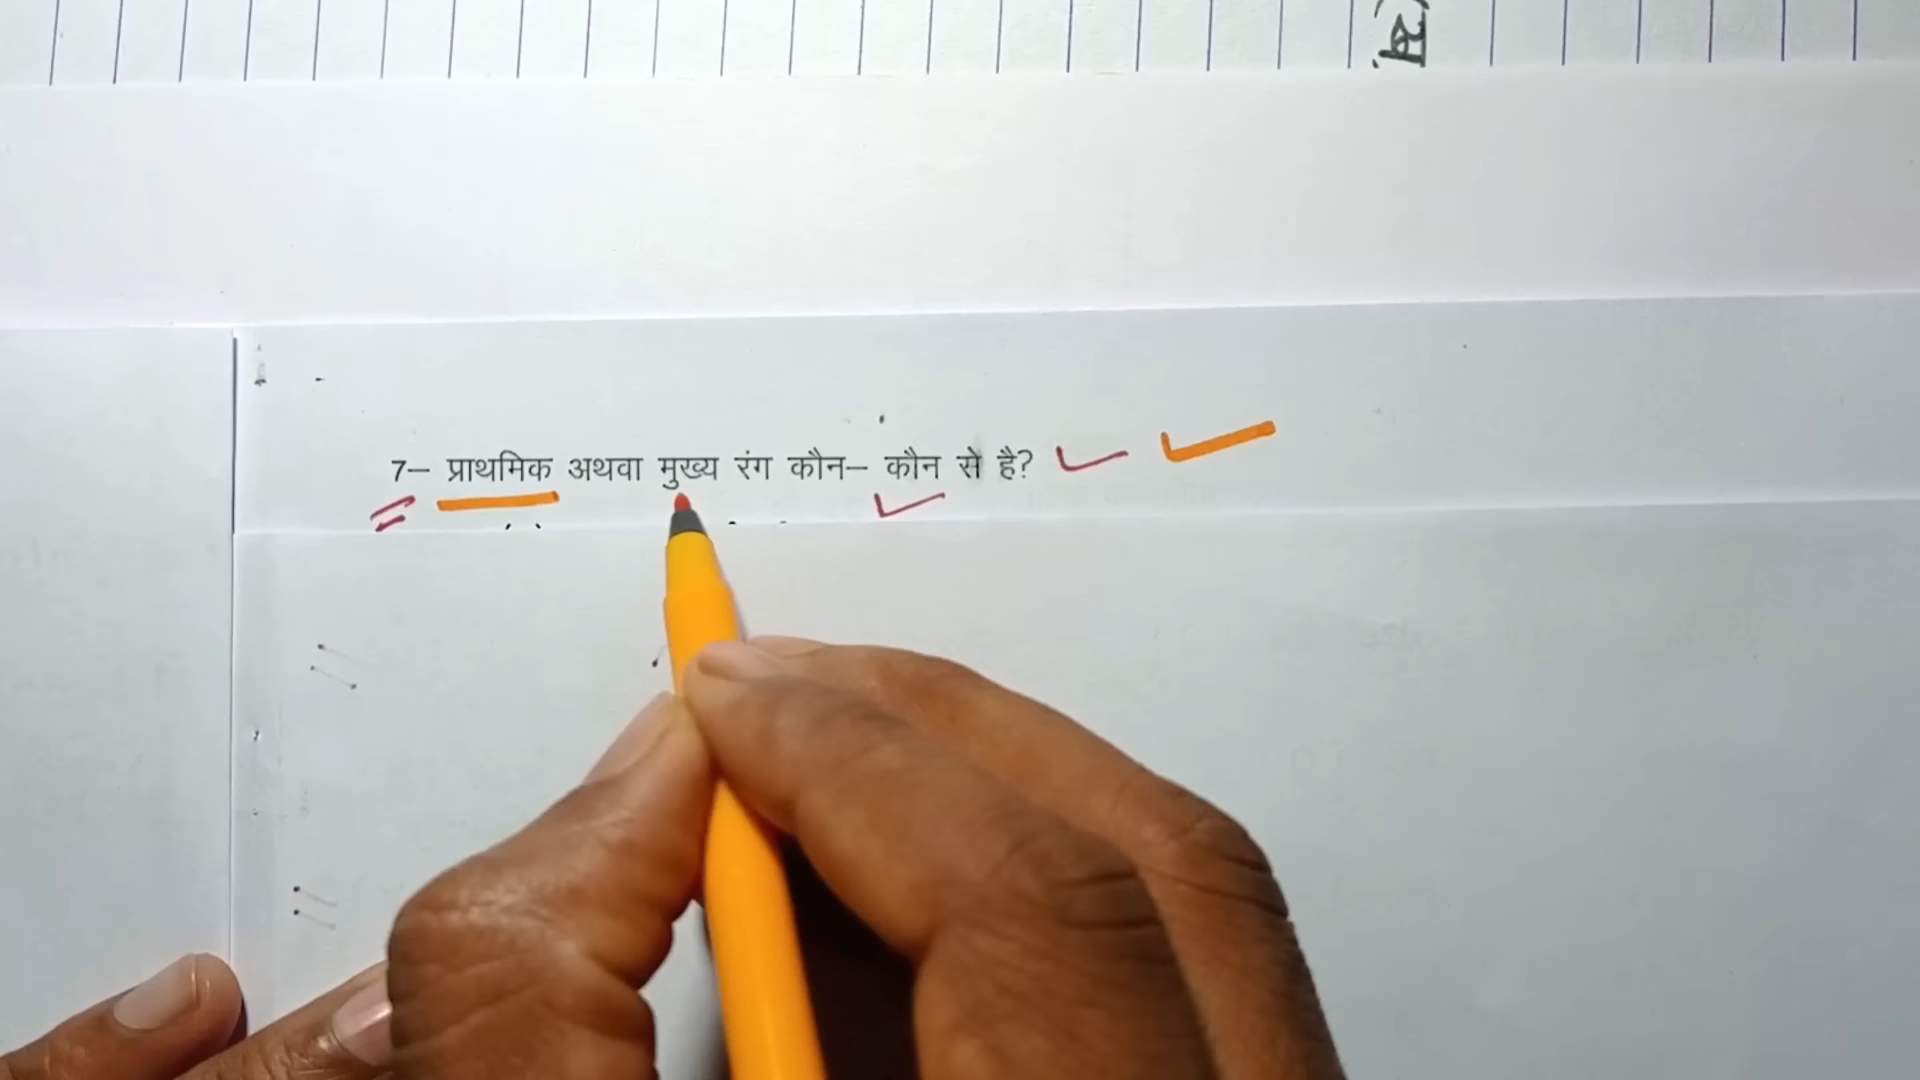 (ख.
7– प्राथमिक अथवा मुख्य रंग कौन– कौन से है?